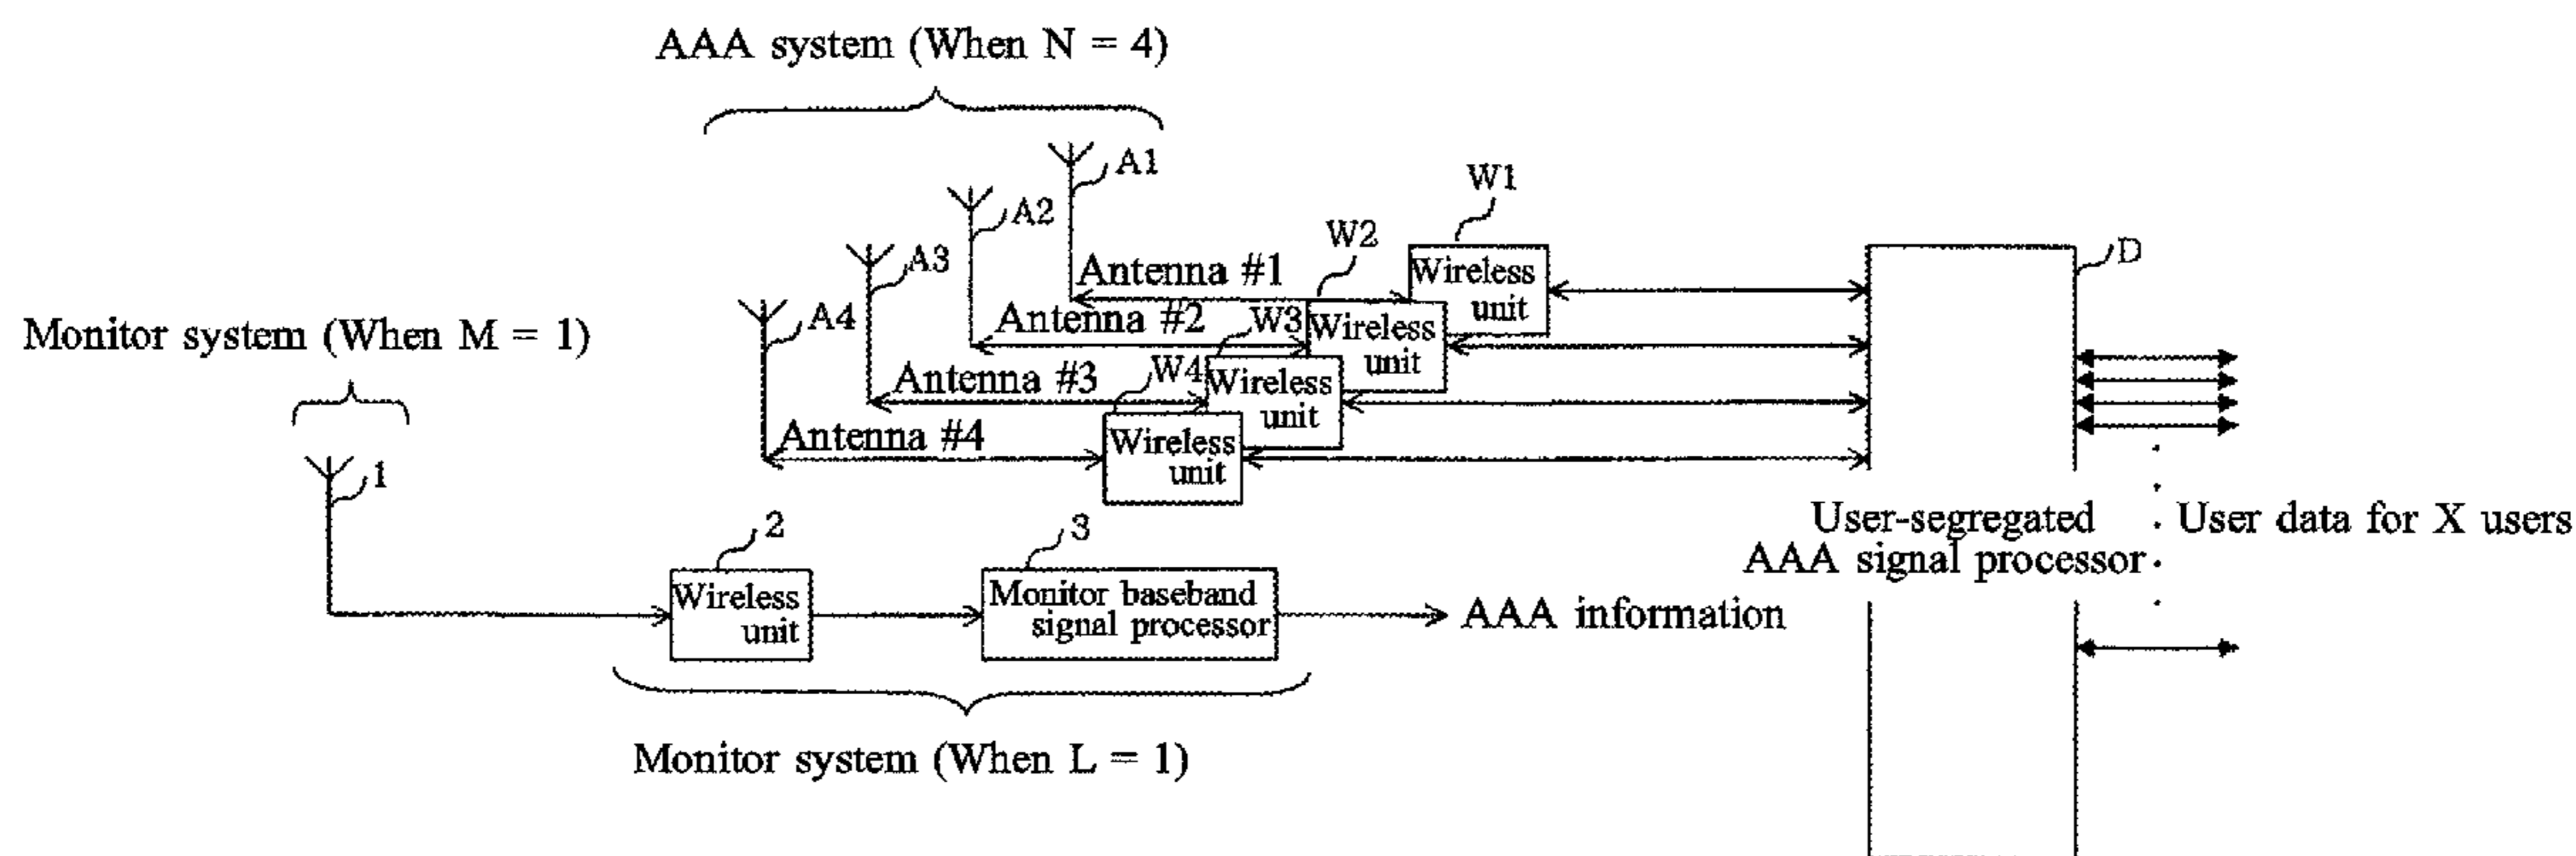 AAA system (When N = 4)
A1
W1
A2
W2
D
A3
Antenna #1
Wireless
unit
A4
Antenna #2
W3
Wireless
unit
Monitor system (When M = 1)
Antenna #3
W4
Wireless
unit
Antenna #4
Wireless
unit
1
User-segregated
AAA signal processor
User data for X users
2
3
Wireless
unit
Monitor baseband
signal processor
AAA information
Monitor system (When L = 1)